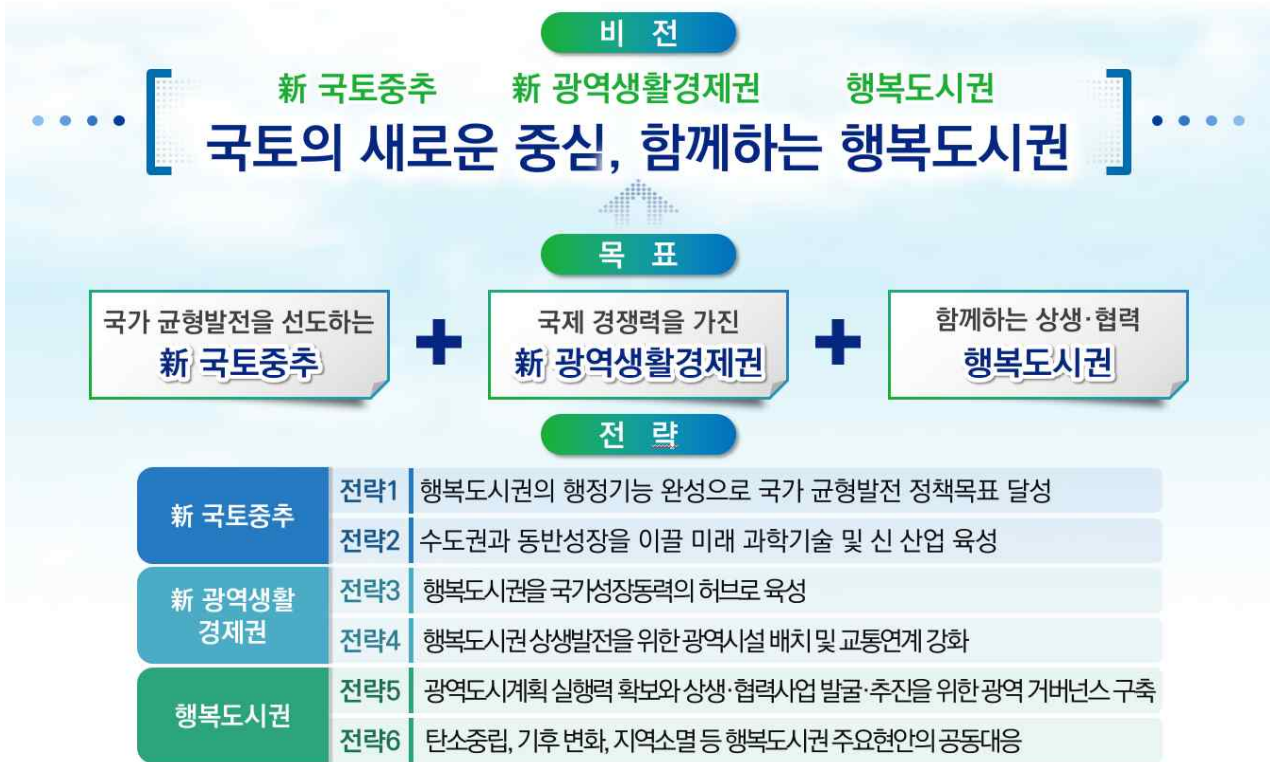 비 전
新 국토중추 新 광역생활경제권 행복도시권
국토의 새로운 중심, 함께하는 행복도시권
목 표
국가 균형발전을 선도하는
新 국토중추
+
국제 경쟁력을 가진
新 광역생활경제권
+
함께하는 상생·협력
행복도시권
전 략
新 국토중추
전략1 행복도시권의 행정기능 완성으로 국가 균형발전 정책목표 달성
전략2 수도권과 동반성장을 이끌 미래 과학기술 및 신 산업 육성
新 광역생활
경제권
전략3 행복도시권을 국가성장동력의 허브로 육성
전략4 행복도시권 상생발전을 위한 광역시설 배치 및 교통연계 강화
행복도시권
전략5 광역도시계획 실행력 확보와 상생·협력사업 발굴·추진을 위한 광역 거버넌스 구축
전략6 탄소중립, 기후 변화, 지역소멸 등 행복도시권 주요현안의 공동대응